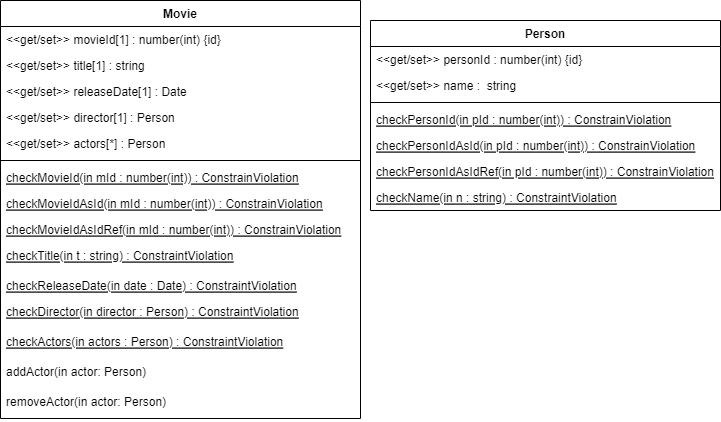 Movie
<<get/set>> movieId[1] : number(int) {id}
<<get/set>> title[1] : string
<<get/set>> releaseDate[1] : Date
<<get/set>> director[1] : Person
<<get/set>> actors[*] : Person
checkMovieId(in mId : number(int)) : ConstrainViolation
checkMovieIdAsId(in mId : number(int)) : ConstrainViolation
checkMovieIdAsIdRef(in mId : number(int)) : ConstrainViolation
checkTitle(in t : string) : ConstraintViolation
checkReleaseDate(in date : Date) : ConstraintViolation
checkDirector(in director : Person) : ConstraintViolation
checkActors(in actors : Person) : ConstraintViolation
addActor(in actor: Person)
removeActor(in actor: Person)
Person
<<get/set>> personId : number(int) {id}
<<get/set>> name :  string
checkPersonId(in pId : number(int)) : ConstrainViolation
checkPersonIdAsId(in pId : number(int)) : ConstrainViolation
checkPersonIdAsIdRef(in pId : number(int)) : ConstrainViolation
checkName(in n : string) : ConstraintViolation